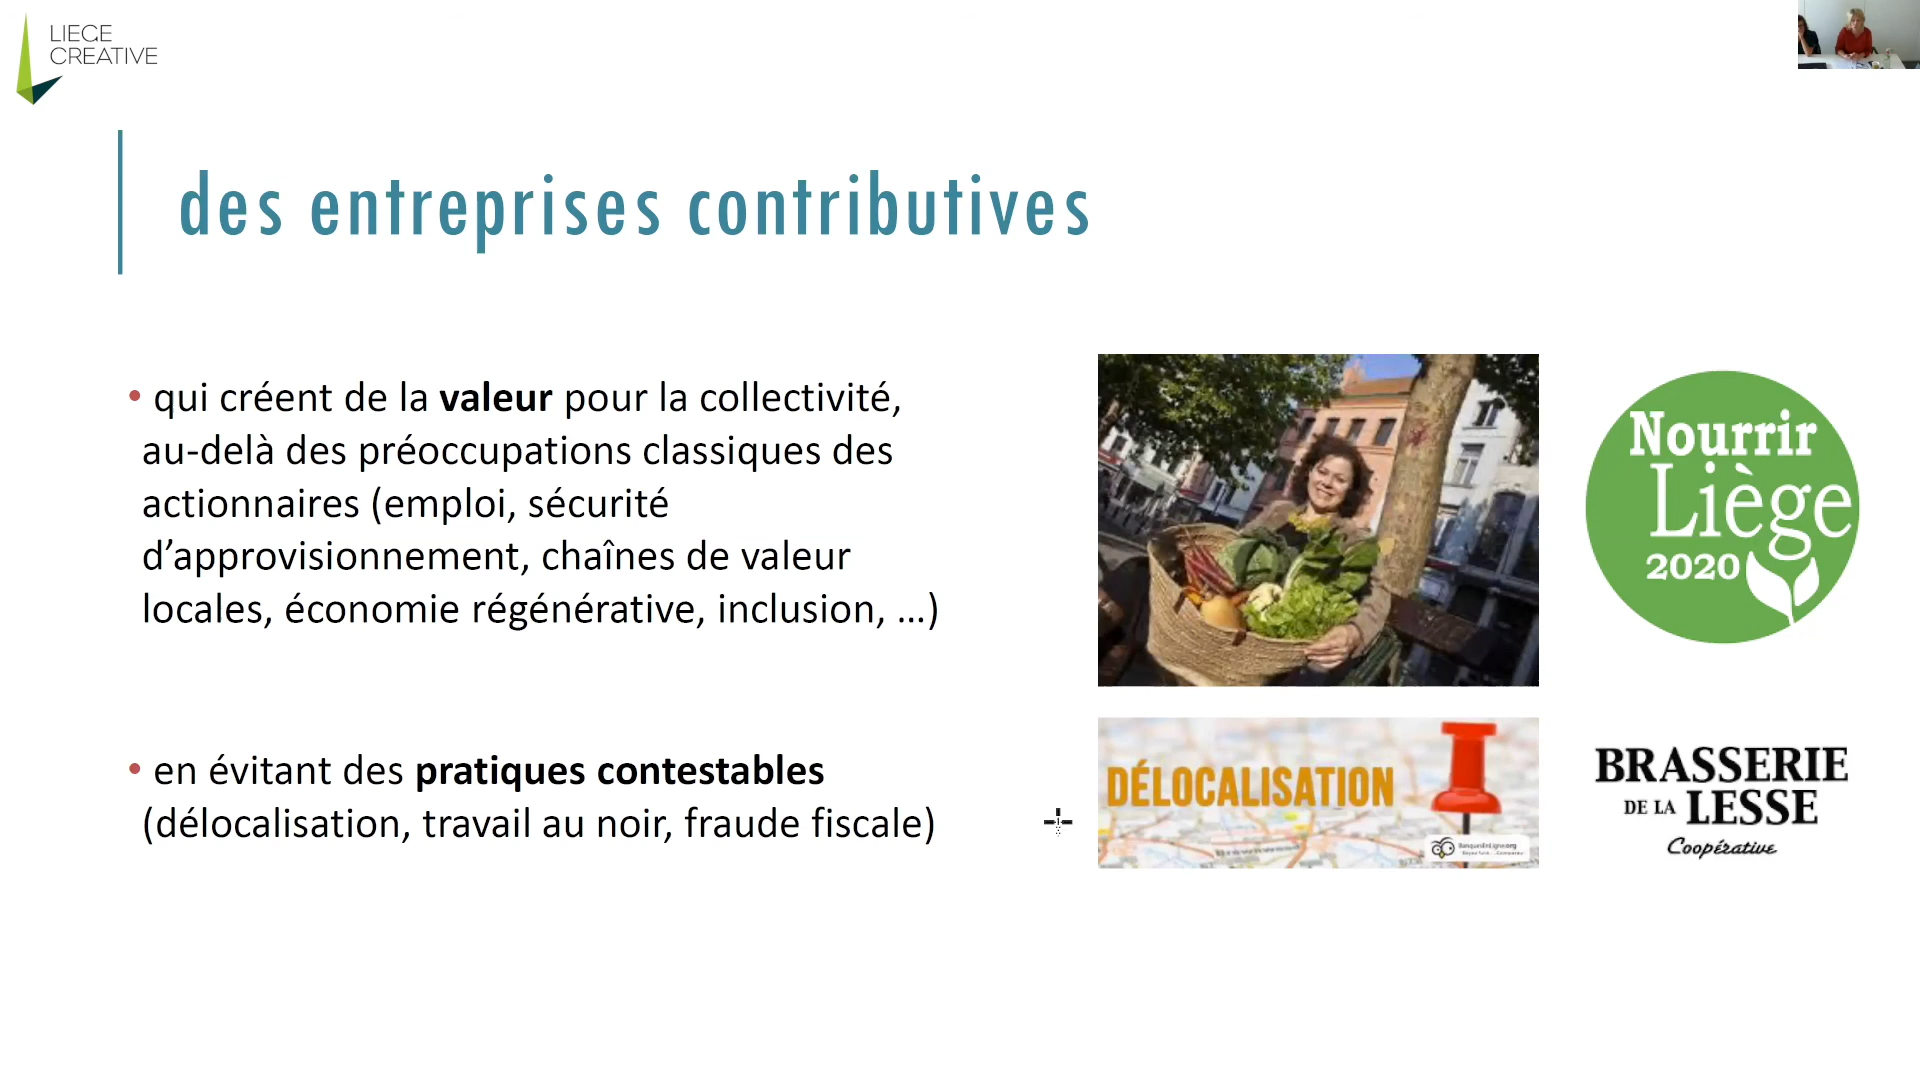 LIEGE
CREATIVE
des entreprises contributives
• qui créent de la valeur pour la collectivité,
au-delà des préoccupations classiques des
actionnaires (emploi, sécurité
d’approvisionnement, chaînes de valeur
locales, économie régénérative, inclusion, …)
• en évitant des pratiques contestables
(délocalisation, travail au noir, fraude fiscale)
Nourrir
Liège
2020
DÉLOCALISATION
BanquesEnLigne.org
BRASSERIE
DE LA LESSE
Coopérative